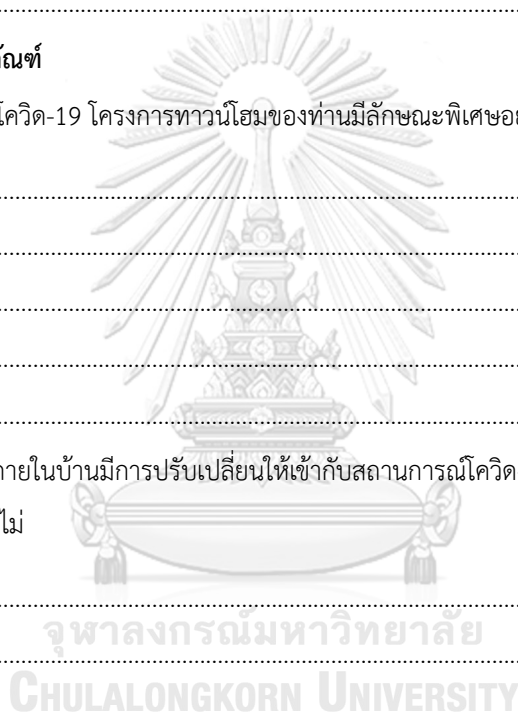 ัณฑ์
โควิด-19 โครงการทาวน์โฮมของท่านมีลักษณะพิเศษอย
ภายในบ้านมีการปรับเปลี่ยนให้เข้ากับสถานการณ์โควิด
ไม่
จุฬาลงกรณ์มหาวิทยาลัย
CHULALONGKORN UNIVERSITY